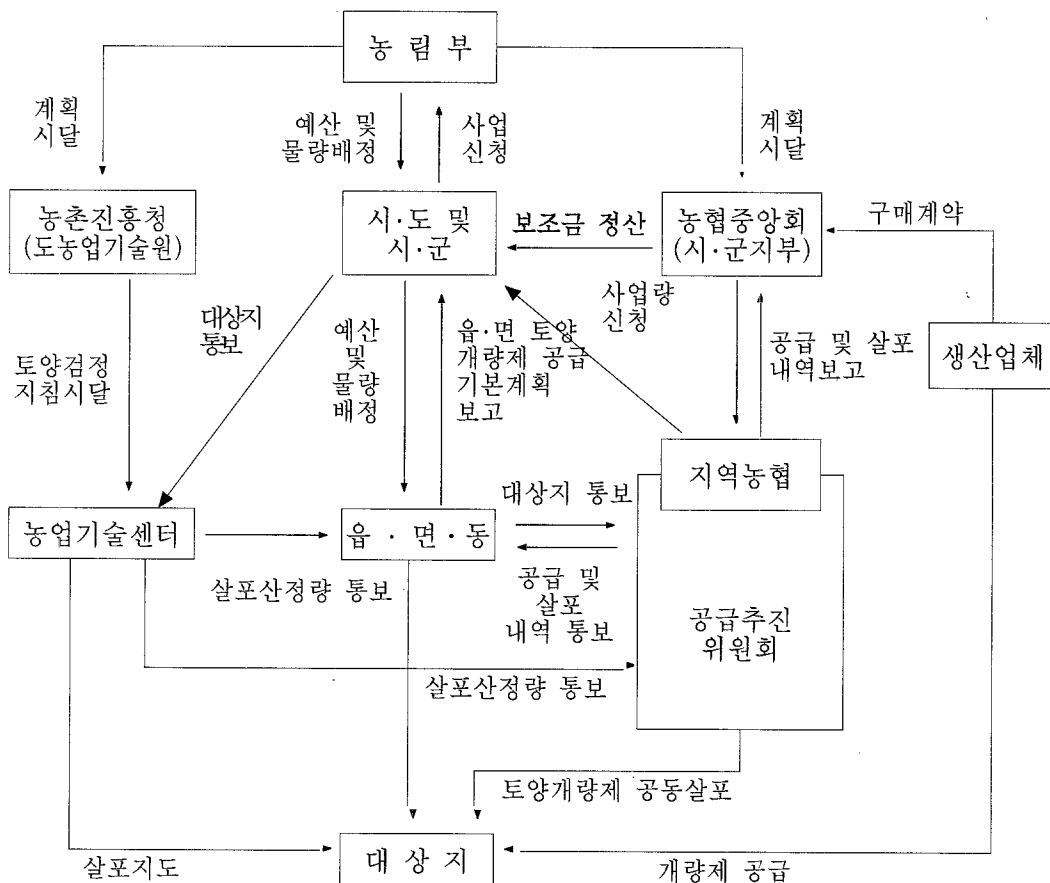 농 림 부
계획
시달
예산 및
물량배정
사업
신청
계획
시달
농촌진흥청
(도농업기술원)
시·도 및
시·군
보조금 정산
농협중앙회
(시·군지부)
구매계약
대상지
통보
예산
및
물량
배정
읍·면 토양
개량제 공급
기본계획
보고
사업량
신청
공급 및 살포
내역보고
생산업체
토양검정
지침시달
지역농협
대상지 통보
농업기술센터
읍·면·동
살포산정량 통보
공급 및
살포
내역 통보
공급추진
위원회
살포산정량 통보
토양개량제 공동살포
살포지도
대 상 지
개량제 공급